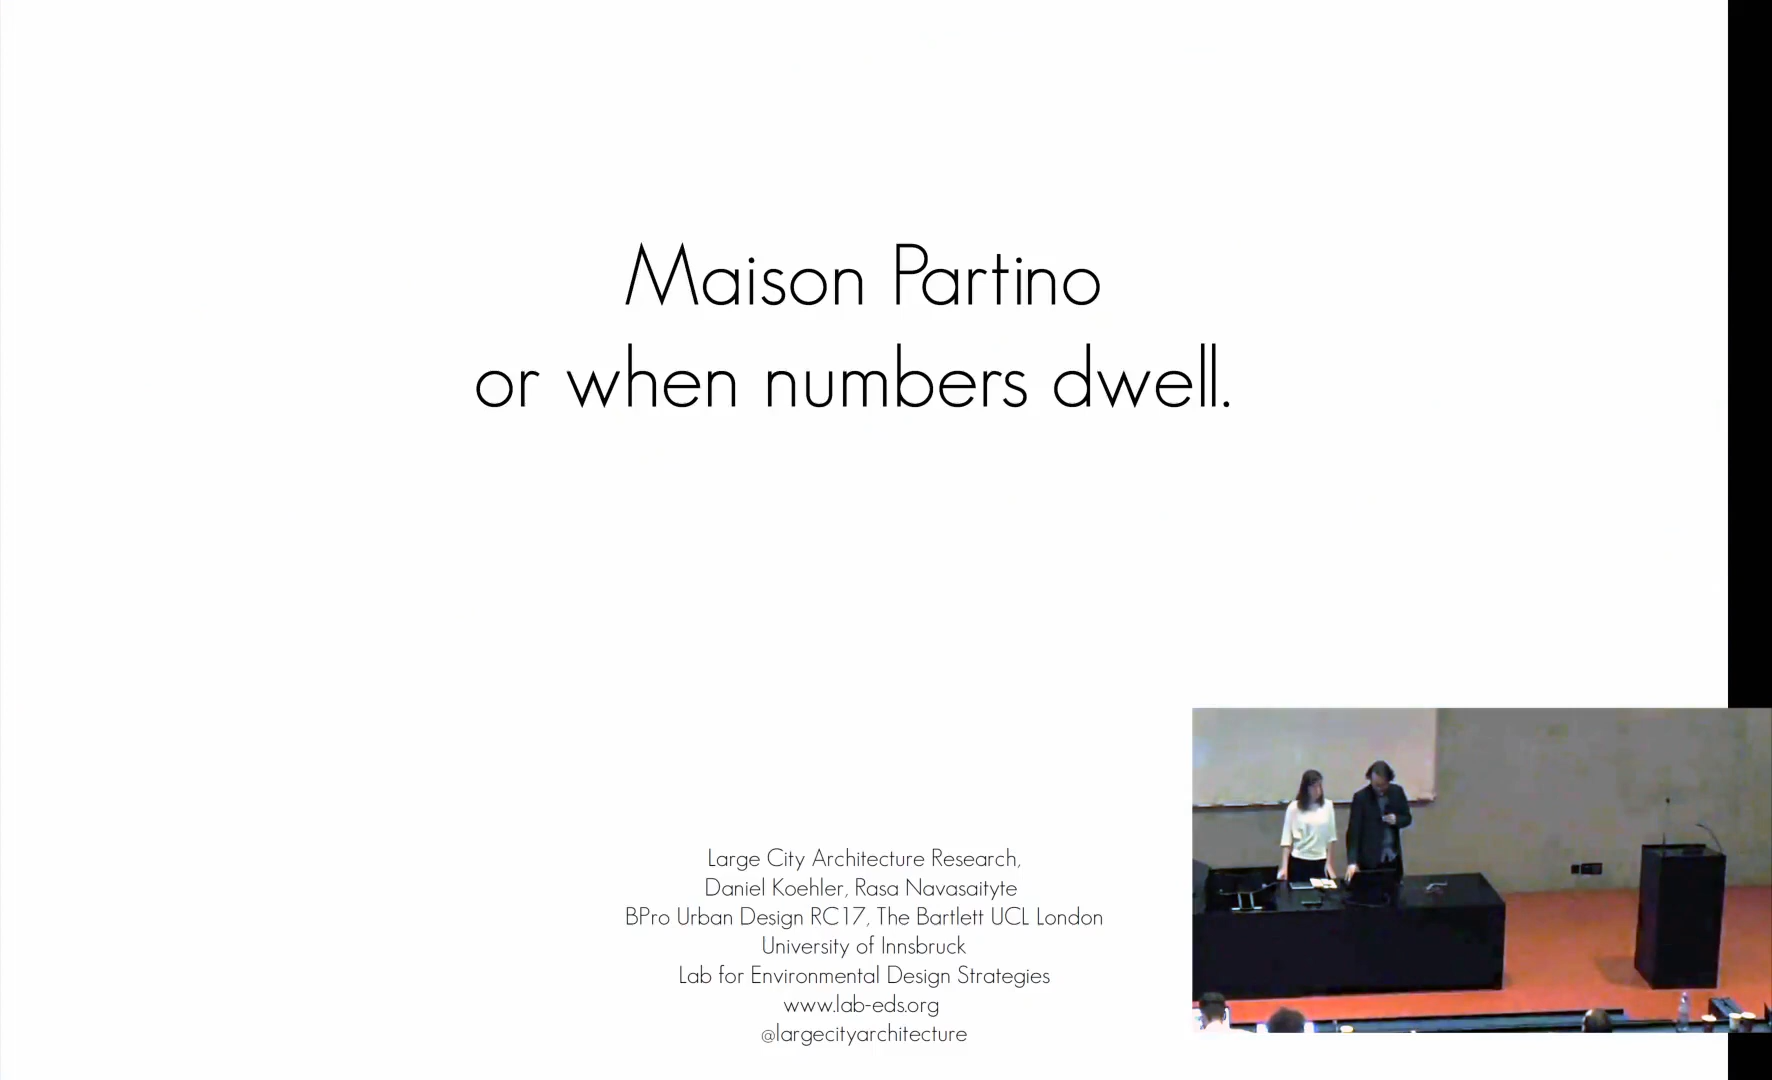 Maison Partino
or when numbers dwell.
Large City Architecture Research,
Daniel Koehler, Rasa Navasaityte
BPro Urban Design RC17, The Bartlett UCL London
University of Innsbruck
Lab for Environmental Design Strategies
www.lab-eds.org
@largecityarchitecture